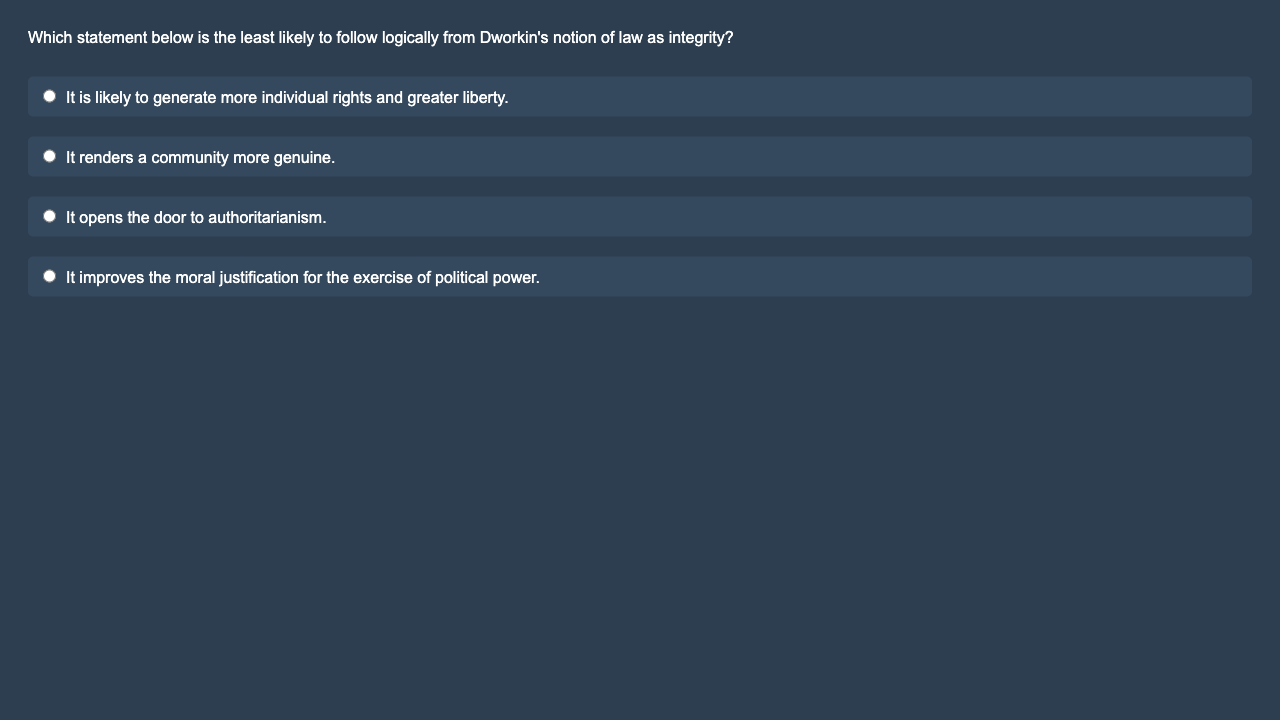 Which statement below is the least likely to follow logically from Dworkin's notion of law as integrity?
It is likely to generate more individual rights and greater liberty.
It renders a community more genuine.
It opens the door to authoritarianism.
It improves the moral justification for the exercise of political power.